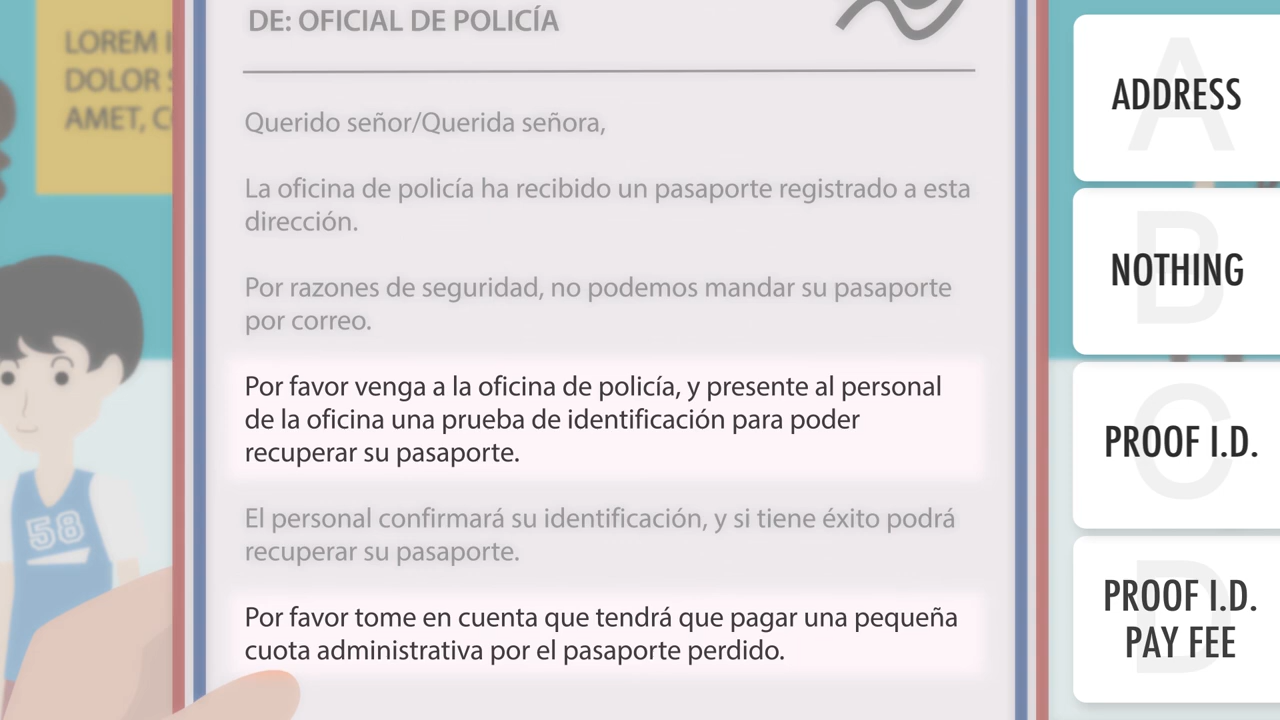 LOREM I
DOLOR S
AMET, C
DE: OFICIAL DE POLICÍA
Querido señor/Querida señora,
La oficina de policía ha recibido un pasaporte registrado a esta
dirección.
Por razones de seguridad, no podemos mandar su pasaporte
por correo.
Por favor venga a la oficina de policía, y presente al personal
de la oficina una prueba de identificación para poder
recuperar su pasaporte.
El personal confirmará su identificación, y si tiene éxito podrá
recuperar su pasaporte.
Por favor tome en cuenta que tendrá que pagar una pequeña
cuota administrativa por el pasaporte perdido.
58
A
ADDRESS
B
NOTHING
C
PROOF I.D.
D
PROOF I.D.
PAY FEE